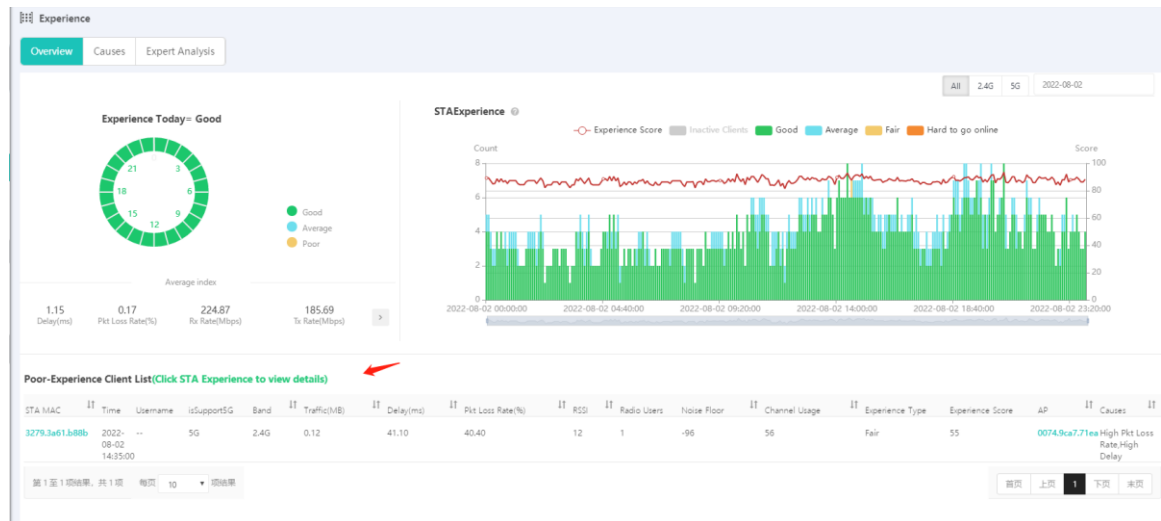 Experience
Overview Causes Expert Analysis
All 2.4G 5G 2022-08-02
Experience Today= Good
21 3
18 6
15 9
12
Good
Average
Poor
Average index
1.15 0.17 224.87 185.69
Delay(ms) Pkt Loss Rate(%) Rx Rate(Mbps) Tx Rate(Mbps) >
STAExperience
Experience Score Inactive Clients Good Average Fair Hard to go online
Count Score
8 100
80
6
60
4
40
2
20
0 0
2022-08-02 00:00:00 2022-08-02 04:40:00 2022-08-02 09:20:00 2022-08-02 14:00:00 2022-08-02 18:40:00 2022-08-02 23:20:00
Poor-Experience Client List(Click STA Experience to view details)
STA MAC Time Username isSupport5G Band Traffic(MB) Delay(ms) Pkt Loss Rate(%) RSSI Radio Users Noise Floor Channel Usage Experience Type Experience Score AP Causes
3279.3a61.b88b 2022- -- 5G 2.4G 0.12 41.10 40.40 12 1 -96 56 Fair 55 0074.9ca7.71ea High Pkt Loss
08-02 Rate,High
14:35:00 Delay
第 1 至 1 项结果，共 1 项 每页 10 项结果 首页 上页 1 下页 末页